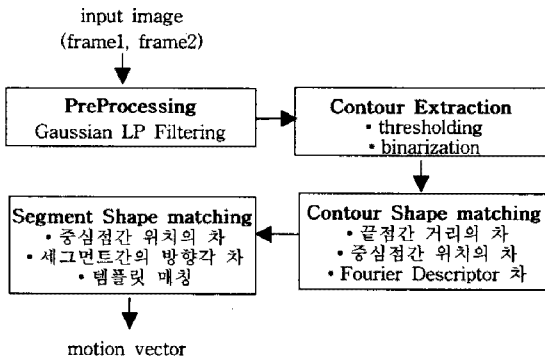 input image
(frame1, frame2)
PreProcessing
Gaussian LP Filtering
Contour Extraction
• thresholding
• binarization
Contour Shape matching
• 끝점간 거리의 차
• 중심점간 위치의 차
• Fourier Descriptor 차
Segment Shape matching
• 중심점간 위치의 차
• 세그먼트간의 방향각 차
• 템플릿 매칭
motion vector